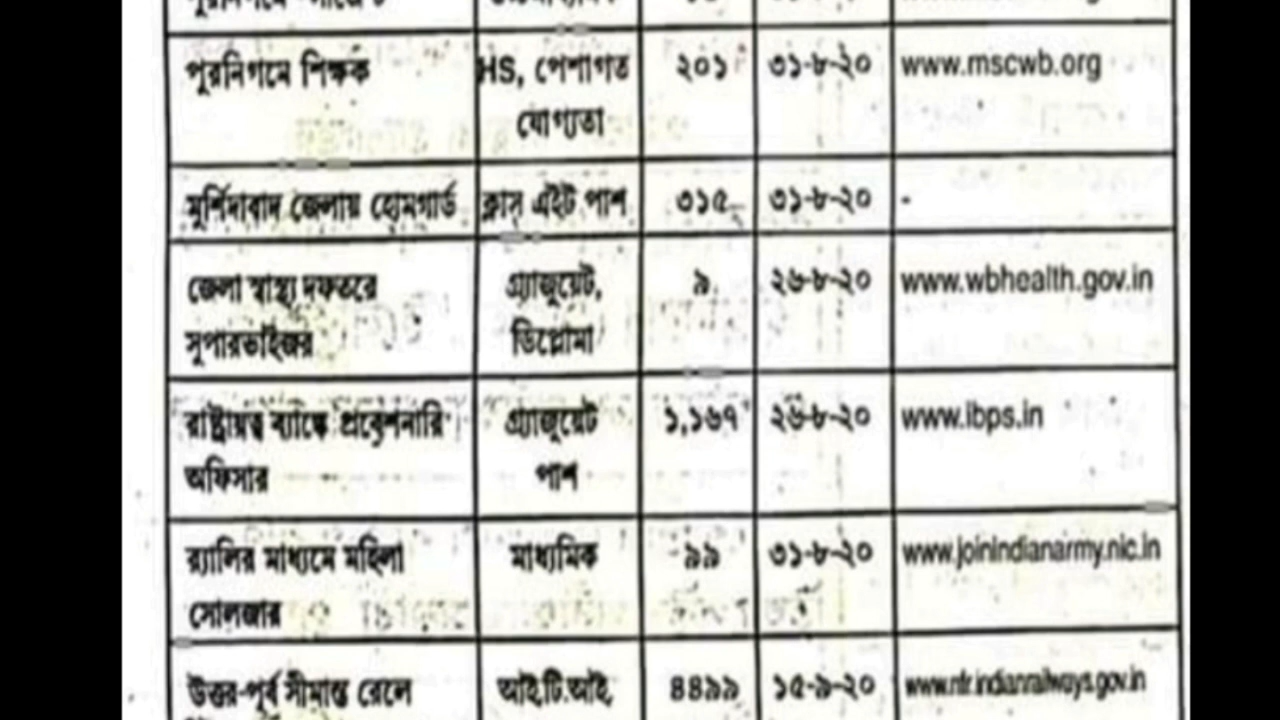 পুরনিগমে শিক্ষক HS, পেশাগত ২০১ ৩১-৮-২০ www.mscwb.org
যোগ্যতা
মুর্শিদাবাদ জেলায় হোমগার্ড ক্লাস এইট পাশ ৩১৫ ৩১-৮-২০ -
জেলা স্বাস্থ্য দফতরে গ্র্যাজুয়েট, ৯ ২৬-৮-২০ www.wbhealth.gov.in
সুপারভাইজর ডিপ্লোমা
রাষ্ট্রায়ত্ব ব্যাঙ্কে প্রবেশনারি গ্র্যাজুয়েট ১,১৬৭ ২৬-৮-২০ www.ibps.in
অফিসার পাশ
র‍্যালির মাধ্যমে মহিলা মাধ্যমিক ৯৯ ৩১-৮-২০ www.joinindianarmy.nic.in
সোলজার
উত্তর-পূর্ব সীমান্ত রেলে আই.টি.আই. ৪৪৯৯ ১৫-৯-২০ www.nfr.indianrailways.gov.in